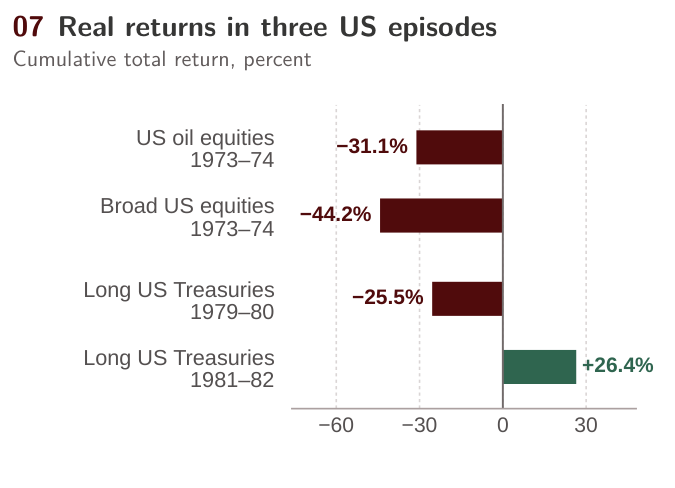 07 Real returns in three US episodes
Cumulative total return, percent
US oil equities
1973–74
−31.1%
Broad US equities
1973–74
−44.2%
Long US Treasuries
1979–80
−25.5%
Long US Treasuries
1981–82
+26.4%
−60 −30 0 30